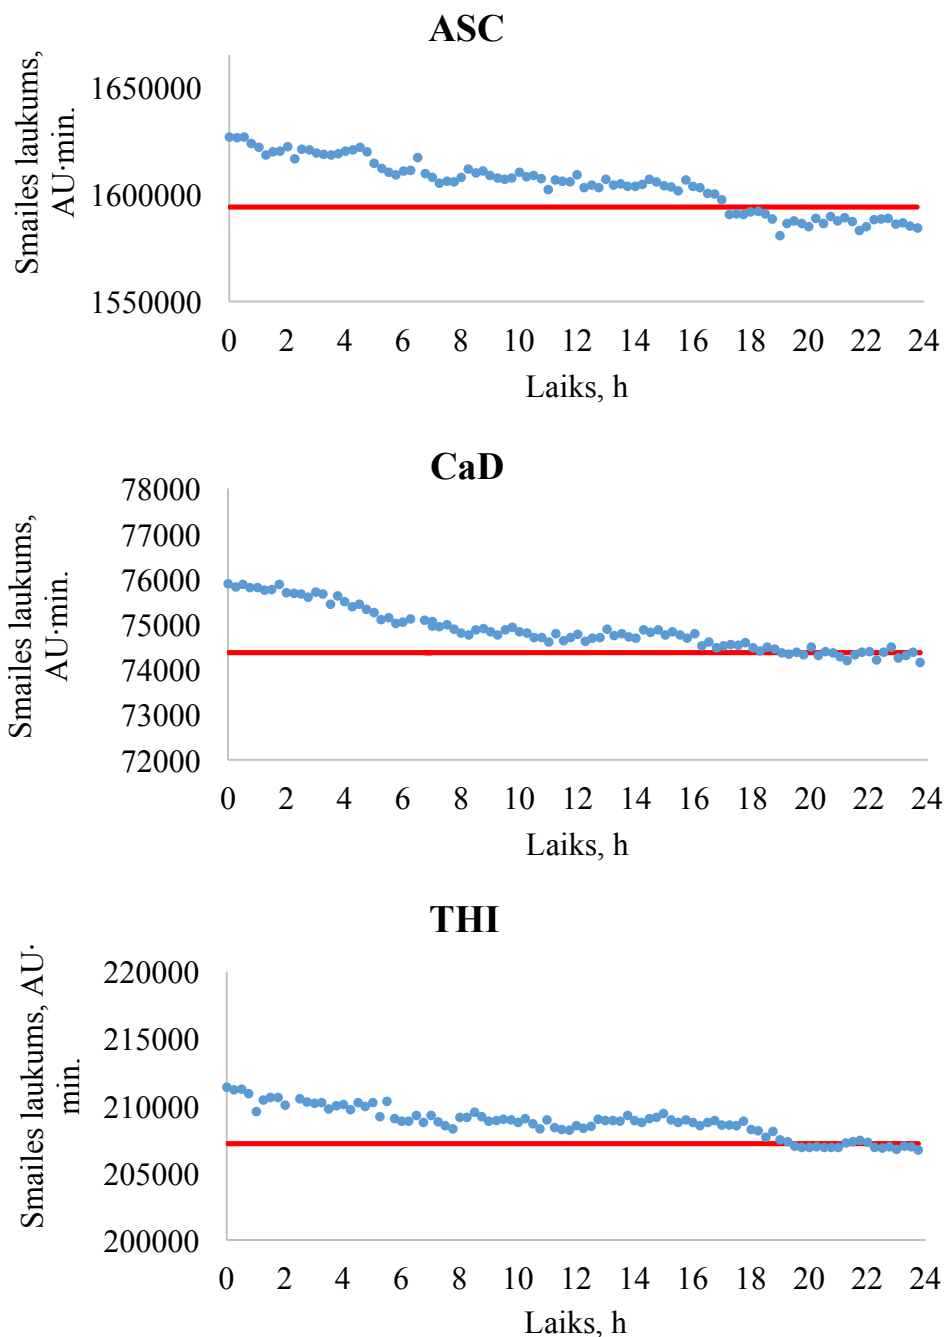 ASC
Smailes laukums,
AU·min.
1650000
1600000
1550000
0 2 4 6 8 10 12 14 16 18 20 22 24
Laiks, h
CaD
Smailes laukums,
AU·min.
78000
77000
76000
75000
74000
73000
72000
0 2 4 6 8 10 12 14 16 18 20 22 24
Laiks, h
THI
Smailes laukums, AU·
min.
220000
215000
210000
205000
200000
0 2 4 6 8 10 12 14 16 18 20 22 24
Laiks, h